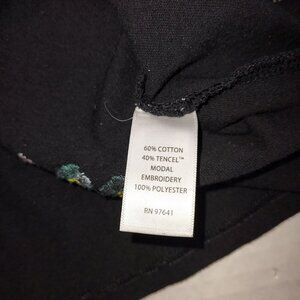 60% COTTON
40% TENCEL™
MODAL
EMBROIDERY
100% POLYESTER
RN 97641